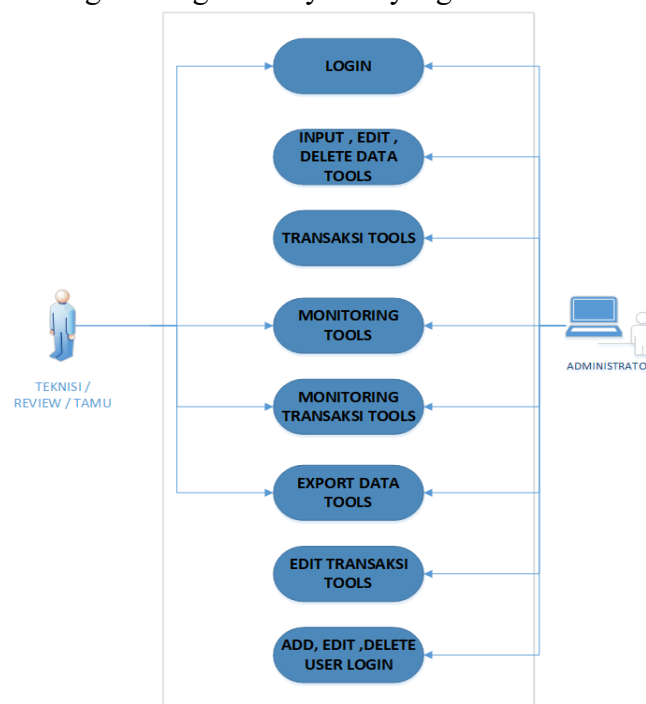 LOGIN
INPUT , EDIT ,
DELETE DATA
TOOLS
TRANSAKSI TOOLS
MONITORING
TOOLS
TEKNISI /
REVIEW / TAMU
ADMINISTRATO
MONITORING
TRANSAKSI TOOLS
EXPORT DATA
TOOLS
EDIT TRANSAKSI
TOOLS
ADD, EDIT ,DELETE
USER LOGIN